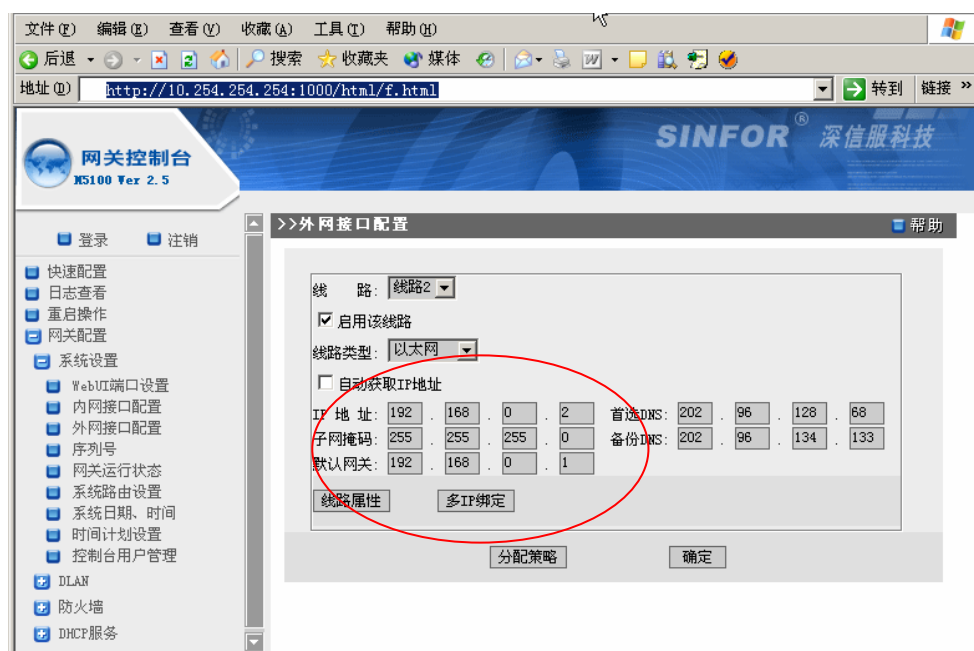 文件(F) 编辑(E) 查看(V) 收藏(A) 工具(T) 帮助(H)
后退 搜索 收藏夹 媒体
地址(D) http://10.254.254.254:1000/html/f.html 转到 链接 »
网关控制台
M5100 Ver 2.5
SINFOR® 深信服科技
登录 注销
>>外网接口配置 帮助
快速配置
日志查看
重启操作
网关配置
系统设置
WebUI端口设置
内网接口配置
外网接口配置
序列号
网关运行状态
系统路由设置
系统日期、时间
时间计划设置
控制台用户管理
DLAN
防火墙
DHCP服务
线 路: 线路2
启用该线路
线路类型: 以太网
自动获取IP地址
IP 地 址: 192 . 168 . 0 . 2 首选DNS: 202 . 96 . 128 . 68
子网掩码: 255 . 255 . 255 . 0 备份DNS: 202 . 96 . 134 . 133
默认网关: 192 . 168 . 0 . 1
线路属性 多IP绑定
分配策略 确定